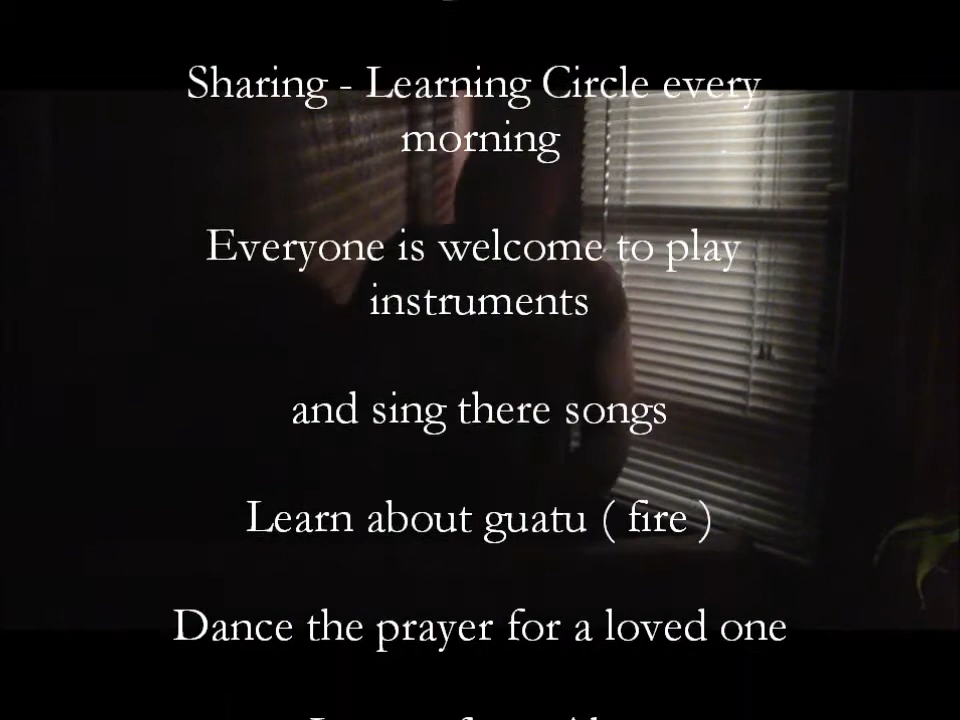 Sharing - Learning Circle every
morning
Everyone is welcome to play
instruments
and sing there songs
Learn about guatu ( fire )
Dance the prayer for a loved one